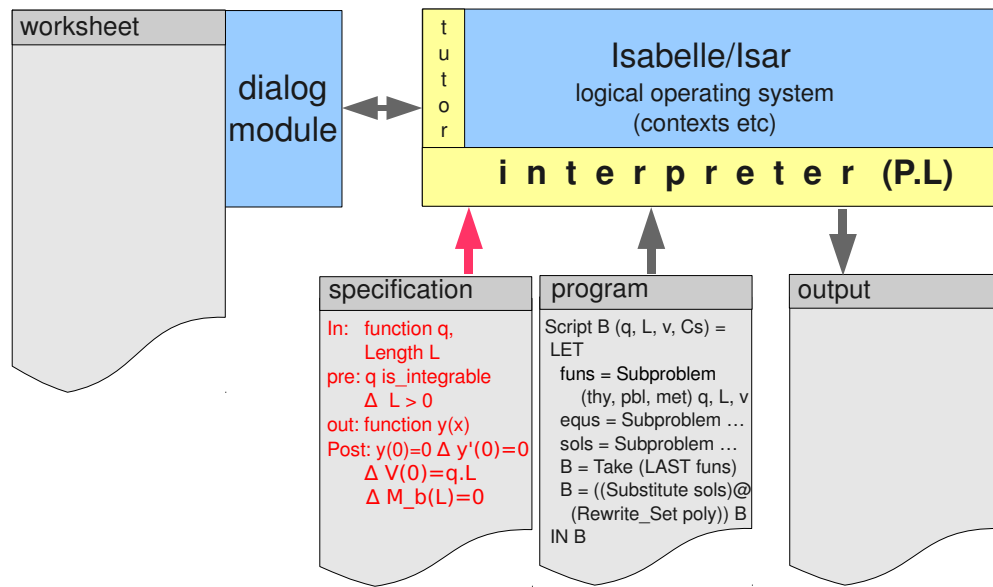 worksheet
dialog
module
t
u
t
o
r
Isabelle/Isar
logical operating system
(contexts etc)
i n t e r p r e t e r (P.L)
specification
In: function q,
Length L
pre: q is_integrable
Δ L > 0
out: function y(x)
Post: y(0)=0 Δ y'(0)=0
Δ V(0)=q.L
Δ M_b(L)=0
program
Script B (q, L, v, Cs) =
LET
funs = Subproblem
(thy, pbl, met) q, L, v
equs = Subproblem …
sols = Subproblem …
B = Take (LAST funs)
B = ((Substitute sols)@
(Rewrite_Set poly)) B
IN B
output